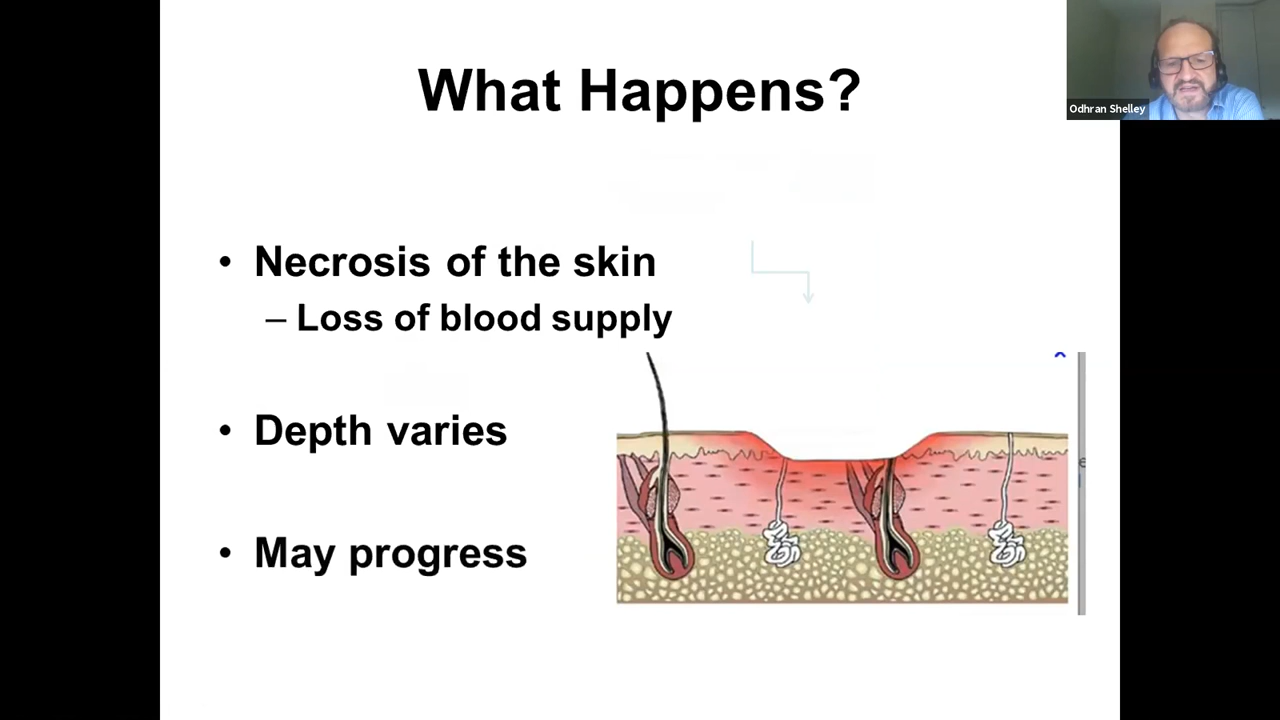 What Happens?
Odhran Shelley
• Necrosis of the skin
– Loss of blood supply
• Depth varies
• May progress